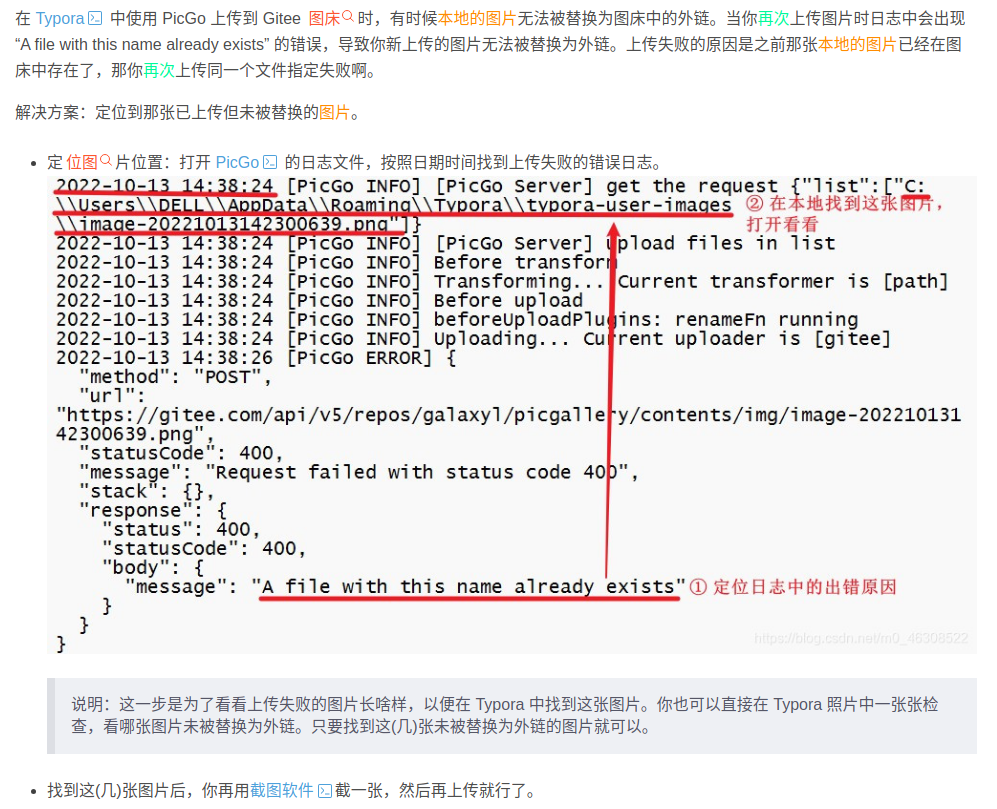 在 Typora 中使用 PicGo 上传到 Gitee 图床时，有时候本地的图片无法被替换为图床中的外链。当你再次上传图片时日志中会出现
“A file with this name already exists” 的错误，导致你新上传的图片无法被替换为外链。上传失败的原因是之前那张本地的图片已经在图
床中存在了，那你再次上传同一个文件指定失败啊。
解决方案：定位到那张已上传但未被替换的图片。
• 定位图片位置：打开 PicGo 的日志文件，按照日期时间找到上传失败的错误日志。
2022-10-13 14:38:24 [PicGo INFO] [PicGo Server] get the request {"list":["C:
\\Users\\DELL\\AppData\\Roaming\\Typora\\typora-user-images
② 在本地找到这张图片，
打开看看
\\image-20221013142300639.png"]}
2022-10-13 14:38:24 [PicGo INFO] [PicGo Server] upload files in list
2022-10-13 14:38:24 [PicGo INFO] Before transform
2022-10-13 14:38:24 [PicGo INFO] Transforming... Current transformer is [path]
2022-10-13 14:38:24 [PicGo INFO] Before upload
2022-10-13 14:38:24 [PicGo INFO] beforeUploadPlugins: renameFn running
2022-10-13 14:38:24 [PicGo INFO] Uploading... Current uploader is [gitee]
2022-10-13 14:38:26 [PicGo ERROR] {
"method": "POST",
"url":
"https://gitee.com/api/v5/repos/galaxyl/picgallery/contents/img/image-202210131
42300639.png",
"statusCode": 400,
"message": "Request failed with status code 400",
"stack": {},
"response": {
"status": 400,
"statusCode": 400,
"body": {
"message": "A file with this name already exists" ① 定位日志中的出错原因
}
}
}
https://blog.csdn.net/m0_46306522
说明：这一步是为了看看上传失败的图片长啥样，以便在 Typora 中找到这张图片。你也可以直接在 Typora 照片中一张张检
查，看哪张图片未被替换为外链。只要找到这(几)张未被替换为外链的图片就可以。
• 找到这(几)张图片后，你再用截图软件截一张，然后再上传就行了。